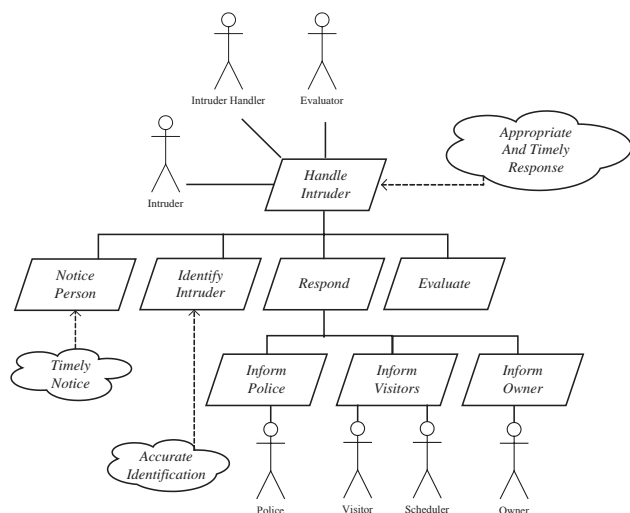 Intruder Handler
Evaluator
Appropriate
And Timely
Response
Intruder
Handle
Intruder
Notice
Person
Identify
Intruder
Respond
Evaluate
Timely
Notice
Inform
Police
Inform
Visitors
Inform
Owner
Accurate
Identification
Police
Visitor
Scheduler
Owner